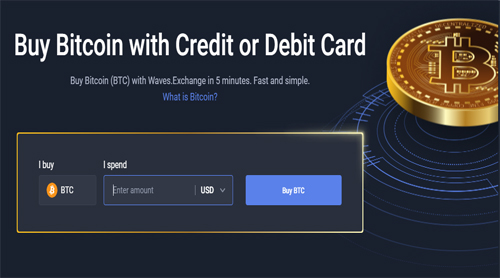 Buy Bitcoin with Credit or Debit Card
Buy Bitcoin (BTC) with Waves.Exchange in 5 minutes. Fast and simple.
What is Bitcoin?
I buy
I spend
BTC
Enter amount
USD
Buy BTC